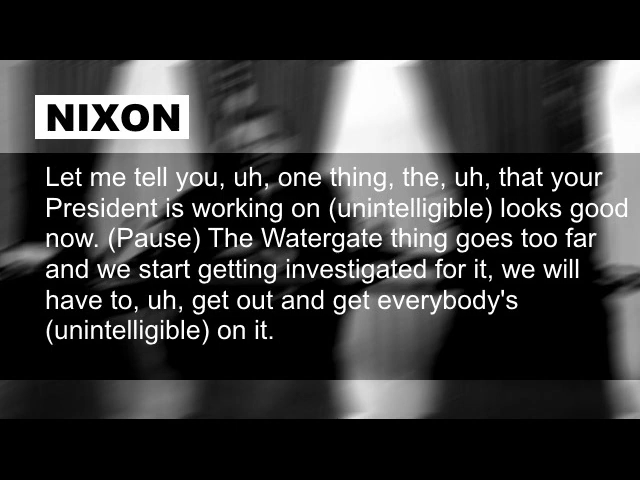 NIXON
Let me tell you, uh, one thing, the, uh, that your
President is working on (unintelligible) looks good
now. (Pause) The Watergate thing goes too far
and we start getting investigated for it, we will
have to, uh, get out and get everybody's
(unintelligible) on it.